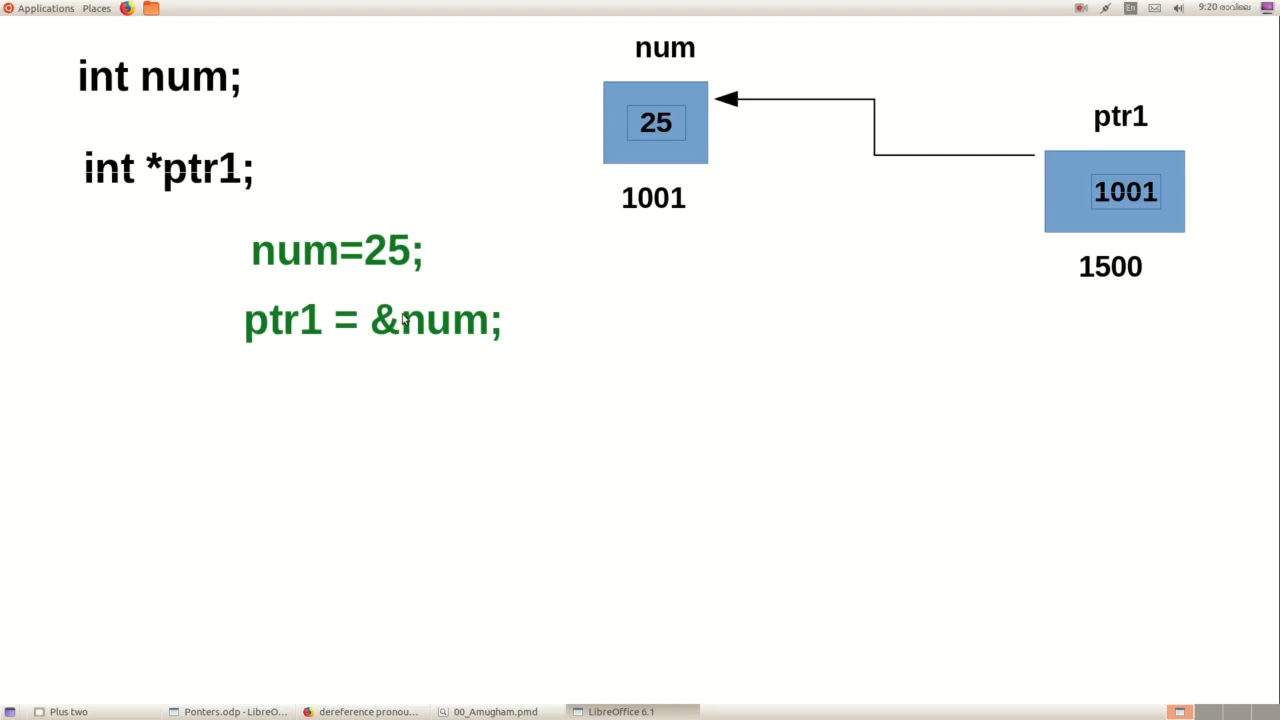 Applications Places
En
9:20 രാവിലെ
int num;
int *ptr1;
num=25;
ptr1 = &num;
num
25
1001
ptr1
1001
1500
Plus two
Ponters.odp - LibreO...
dereference pronou...
00_Amugham.pmd
LibreOffice 6.1